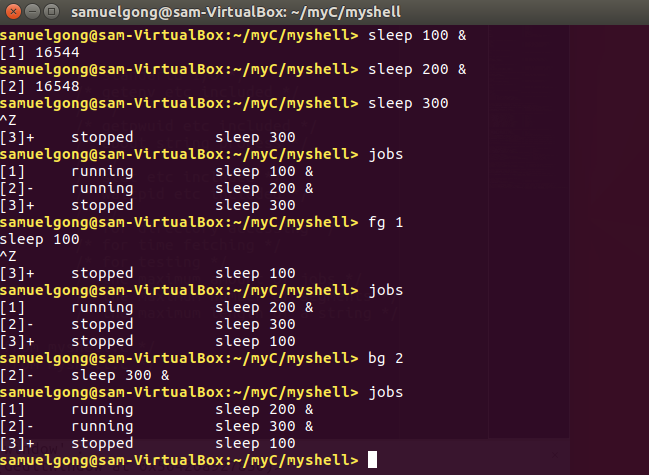 samuelgong@sam-VirtualBox: ~/myC/myshell
samuelgong@sam-VirtualBox:~/myC/myshell> sleep 100 &
[1] 16544
samuelgong@sam-VirtualBox:~/myC/myshell> sleep 200 &
[2] 16548
samuelgong@sam-VirtualBox:~/myC/myshell> sleep 300
^Z
[3]+    stopped         sleep 300
samuelgong@sam-VirtualBox:~/myC/myshell> jobs
[1]     running         sleep 100 &
[2]-    running         sleep 200 &
[3]+    stopped         sleep 300
samuelgong@sam-VirtualBox:~/myC/myshell> fg 1
sleep 100
^Z
[3]+    stopped         sleep 100
samuelgong@sam-VirtualBox:~/myC/myshell> jobs
[1]     running         sleep 200 &
[2]-    stopped         sleep 300
[3]+    stopped         sleep 100
samuelgong@sam-VirtualBox:~/myC/myshell> bg 2
[2]-    sleep 300 &
samuelgong@sam-VirtualBox:~/myC/myshell> jobs
[1]     running         sleep 200 &
[2]-    running         sleep 300 &
[3]+    stopped         sleep 100
samuelgong@sam-VirtualBox:~/myC/myshell>